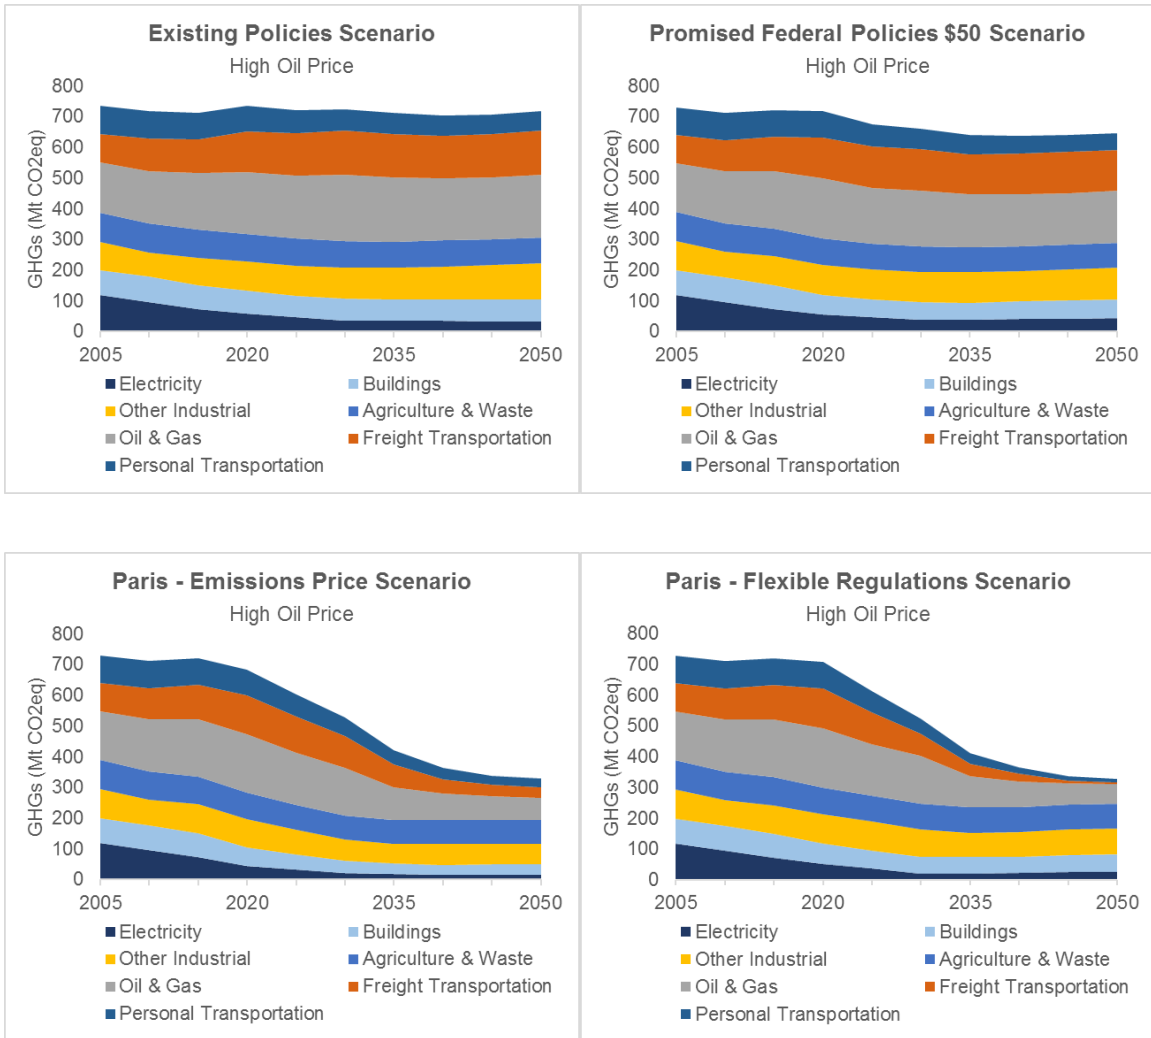 Existing Policies Scenario
High Oil Price
GHGs (Mt CO2eq)
800
700
600
500
400
300
200
100
0
2005 2020 2035 2050
Electricity Buildings
Other Industrial Agriculture & Waste
Oil & Gas Freight Transportation
Personal Transportation
Promised Federal Policies $50 Scenario
High Oil Price
GHGs (Mt CO2eq)
800
700
600
500
400
300
200
100
0
2005 2020 2035 2050
Electricity Buildings
Other Industrial Agriculture & Waste
Oil & Gas Freight Transportation
Personal Transportation
Paris - Emissions Price Scenario
High Oil Price
GHGs (Mt CO2eq)
800
700
600
500
400
300
200
100
0
2005 2020 2035 2050
Electricity Buildings
Other Industrial Agriculture & Waste
Oil & Gas Freight Transportation
Personal Transportation
Paris - Flexible Regulations Scenario
High Oil Price
GHGs (Mt CO2eq)
800
700
600
500
400
300
200
100
0
2005 2020 2035 2050
Electricity Buildings
Other Industrial Agriculture & Waste
Oil & Gas Freight Transportation
Personal Transportation